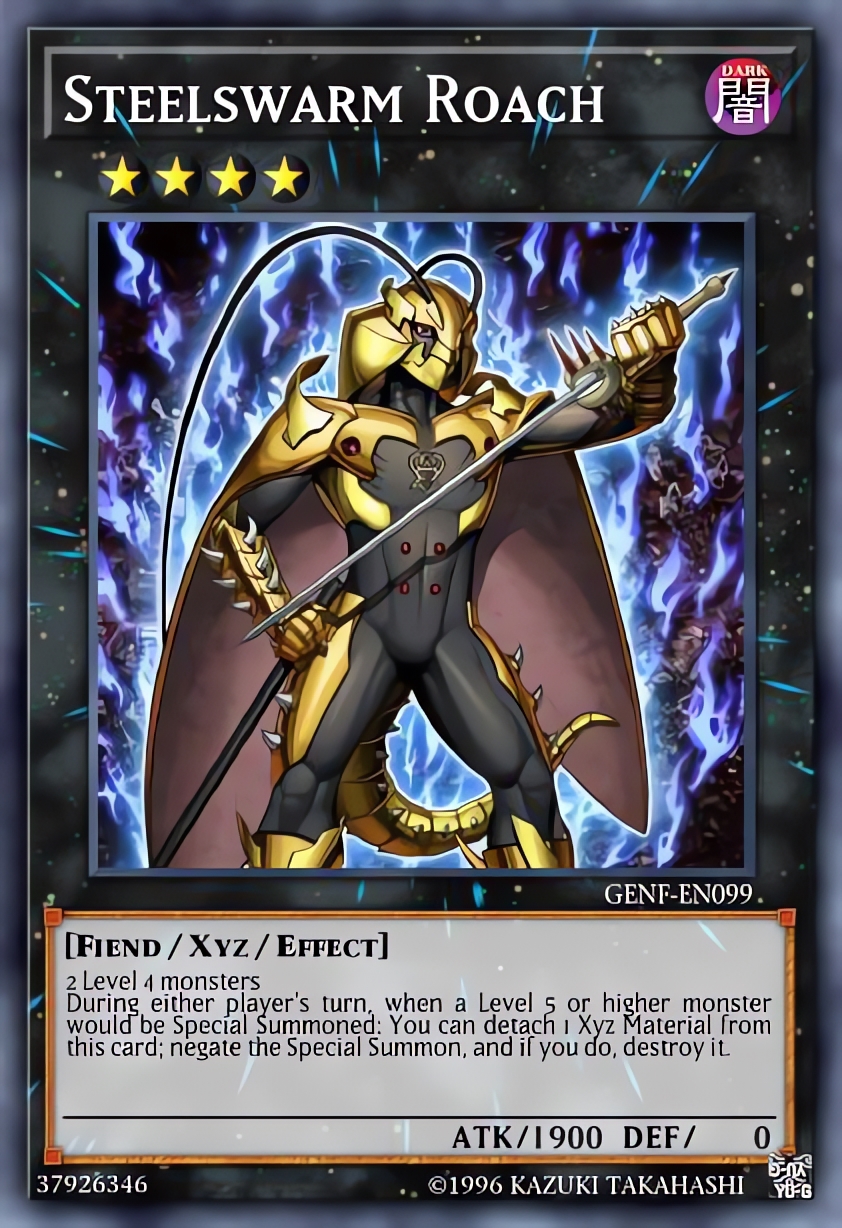 STEELSWARM ROACH
DARK
闇
GENF-EN099
[FIEND / XYZ / EFFECT]
2 Level 4 monsters
During either player's turn, when a Level 5 or higher monster
would be Special Summoned: You can detach 1 Xyz Material from
this card; negate the Special Summon, and if you do, destroy it.
ATK/1900 DEF/ 0
37926346
©1996 KAZUKI TAKAHASHI